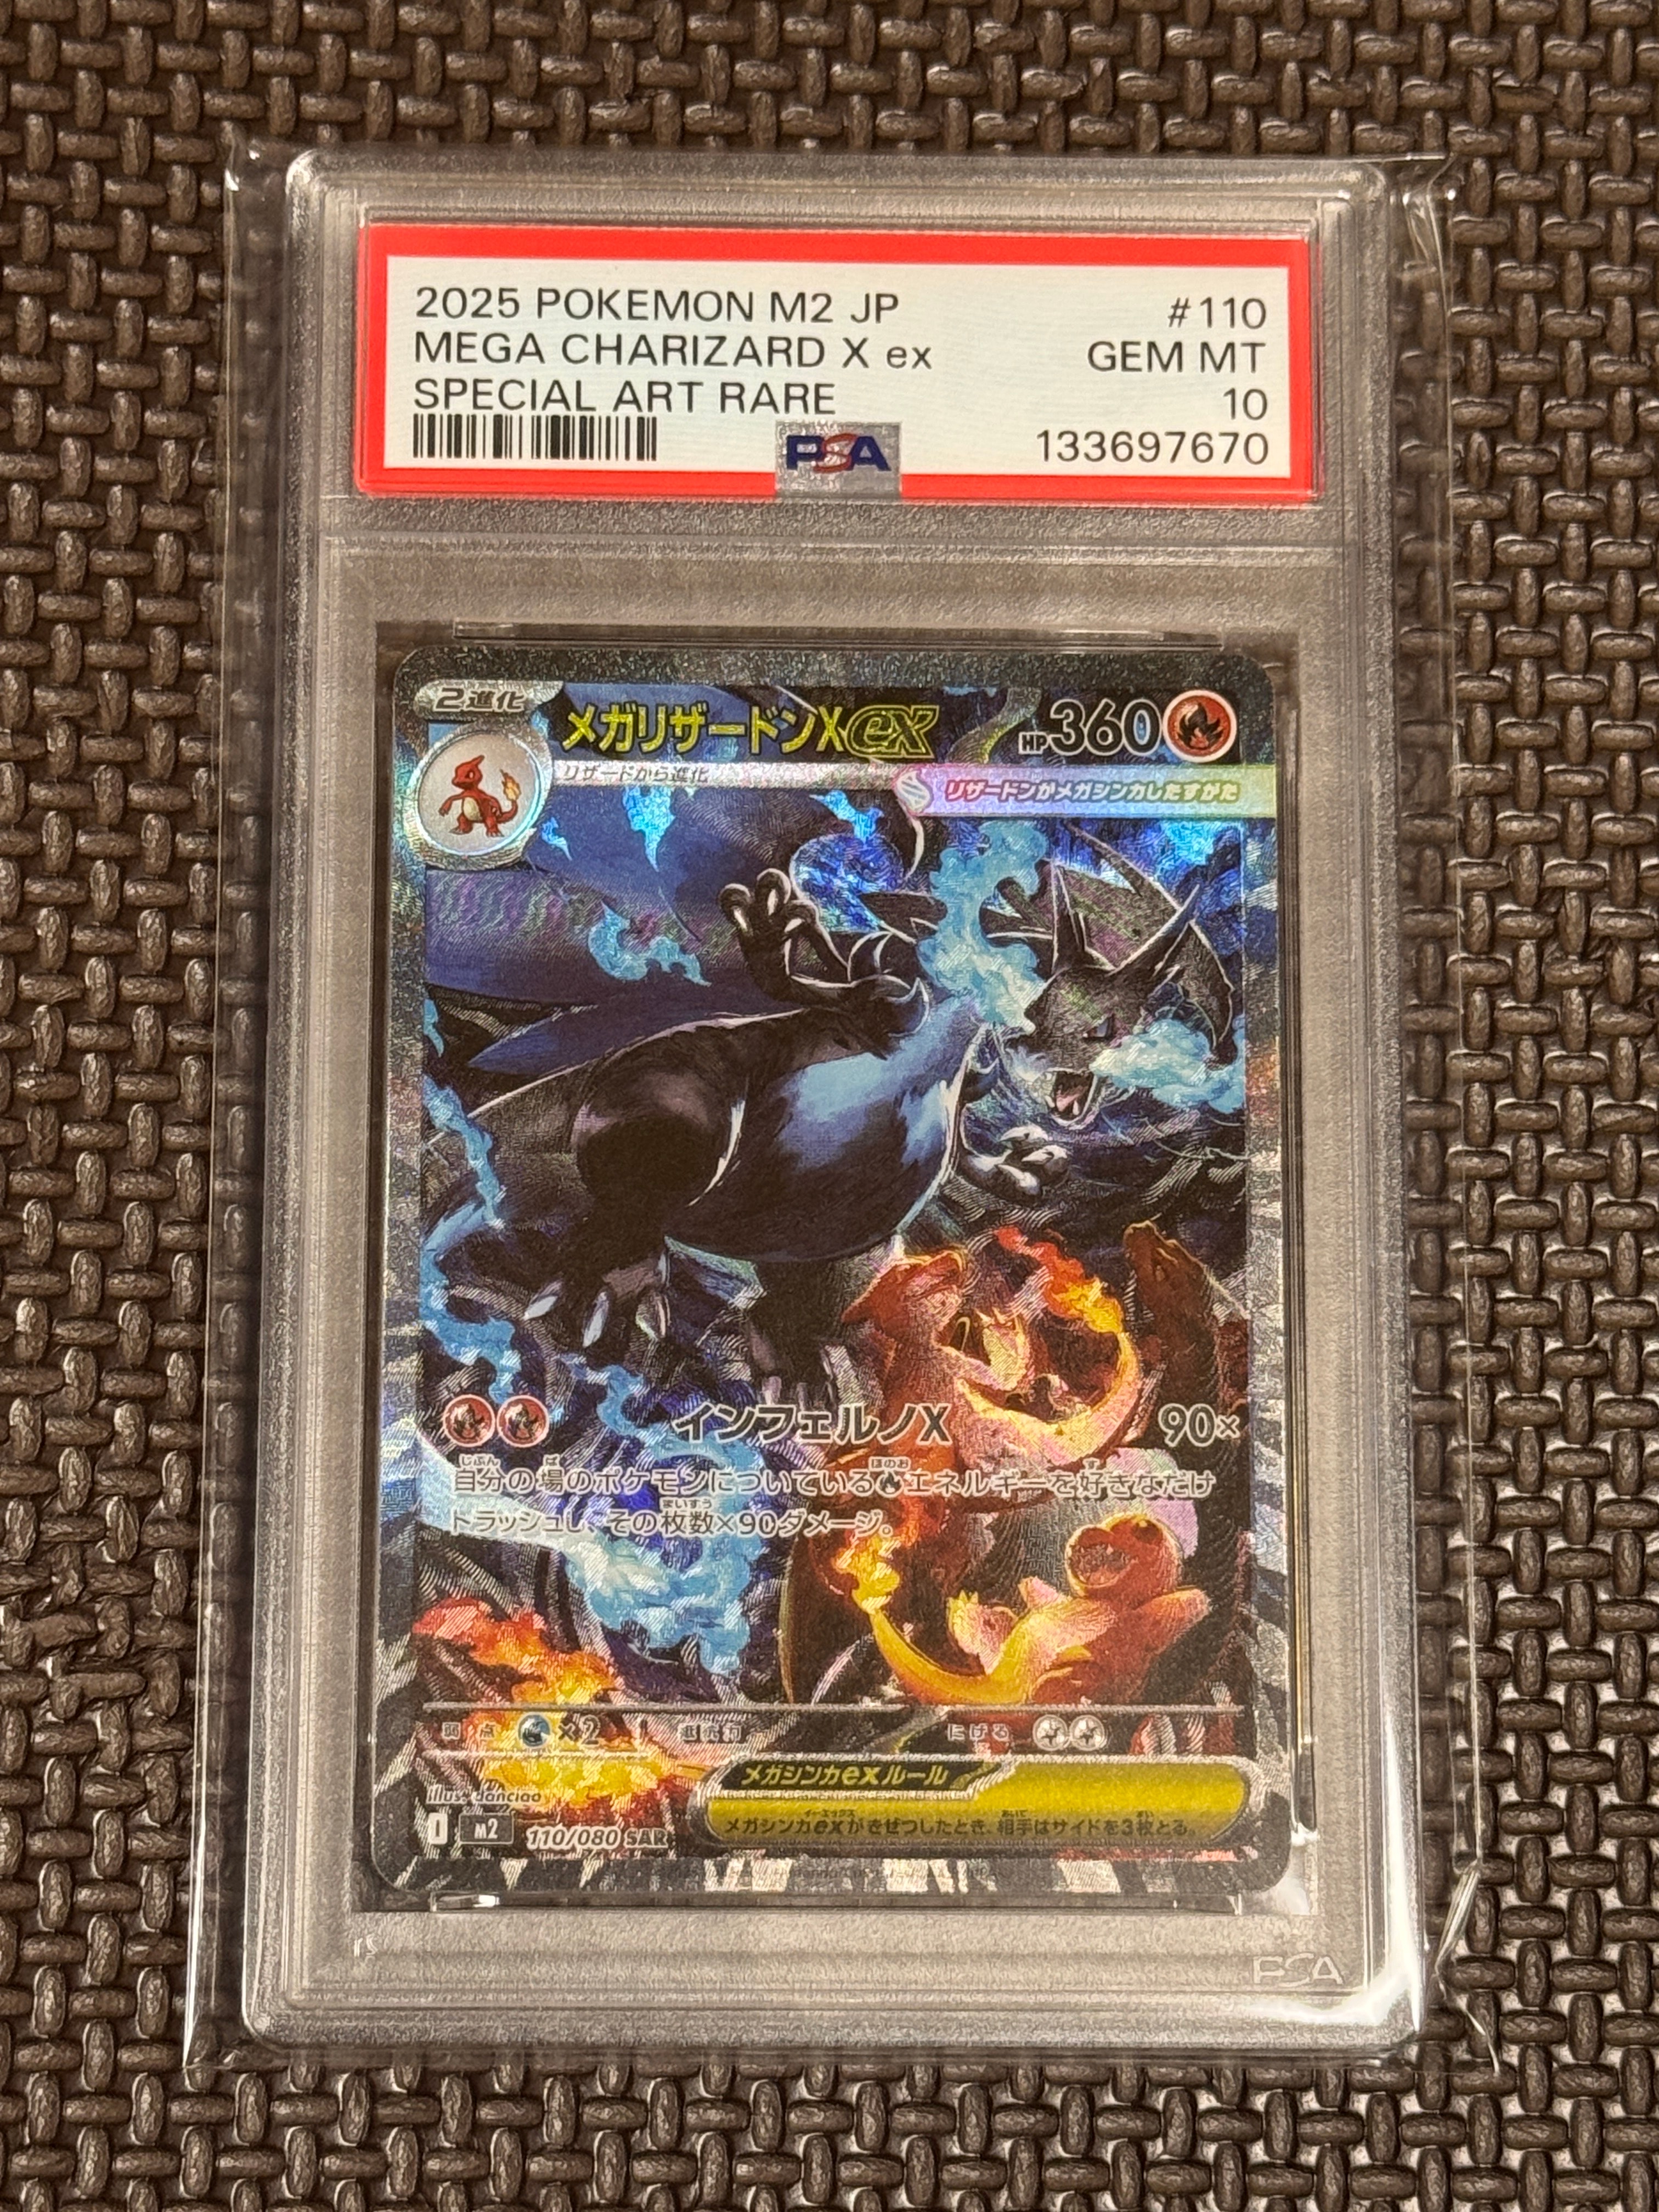 2025 POKEMON M2 JP #110
MEGA CHARIZARD X ex GEM MT
SPECIAL ART RARE 10
PSA 133697670
2進化
メガリザードンXex HP360
リザードから進化
リザードンがメガシンカしたすがた
インフェルノX 90×
自分の場のポケモンについているエネルギーを好きなだけ
トラッシュし、その枚数×90ダメージ。
弱点 ×2 抵抗力 にげる
メガシンカexルール
メガシンカexがきぜつしたとき、相手はサイドを3枚とる。
illus. danciao
I M2 110/080 SAR
PSA